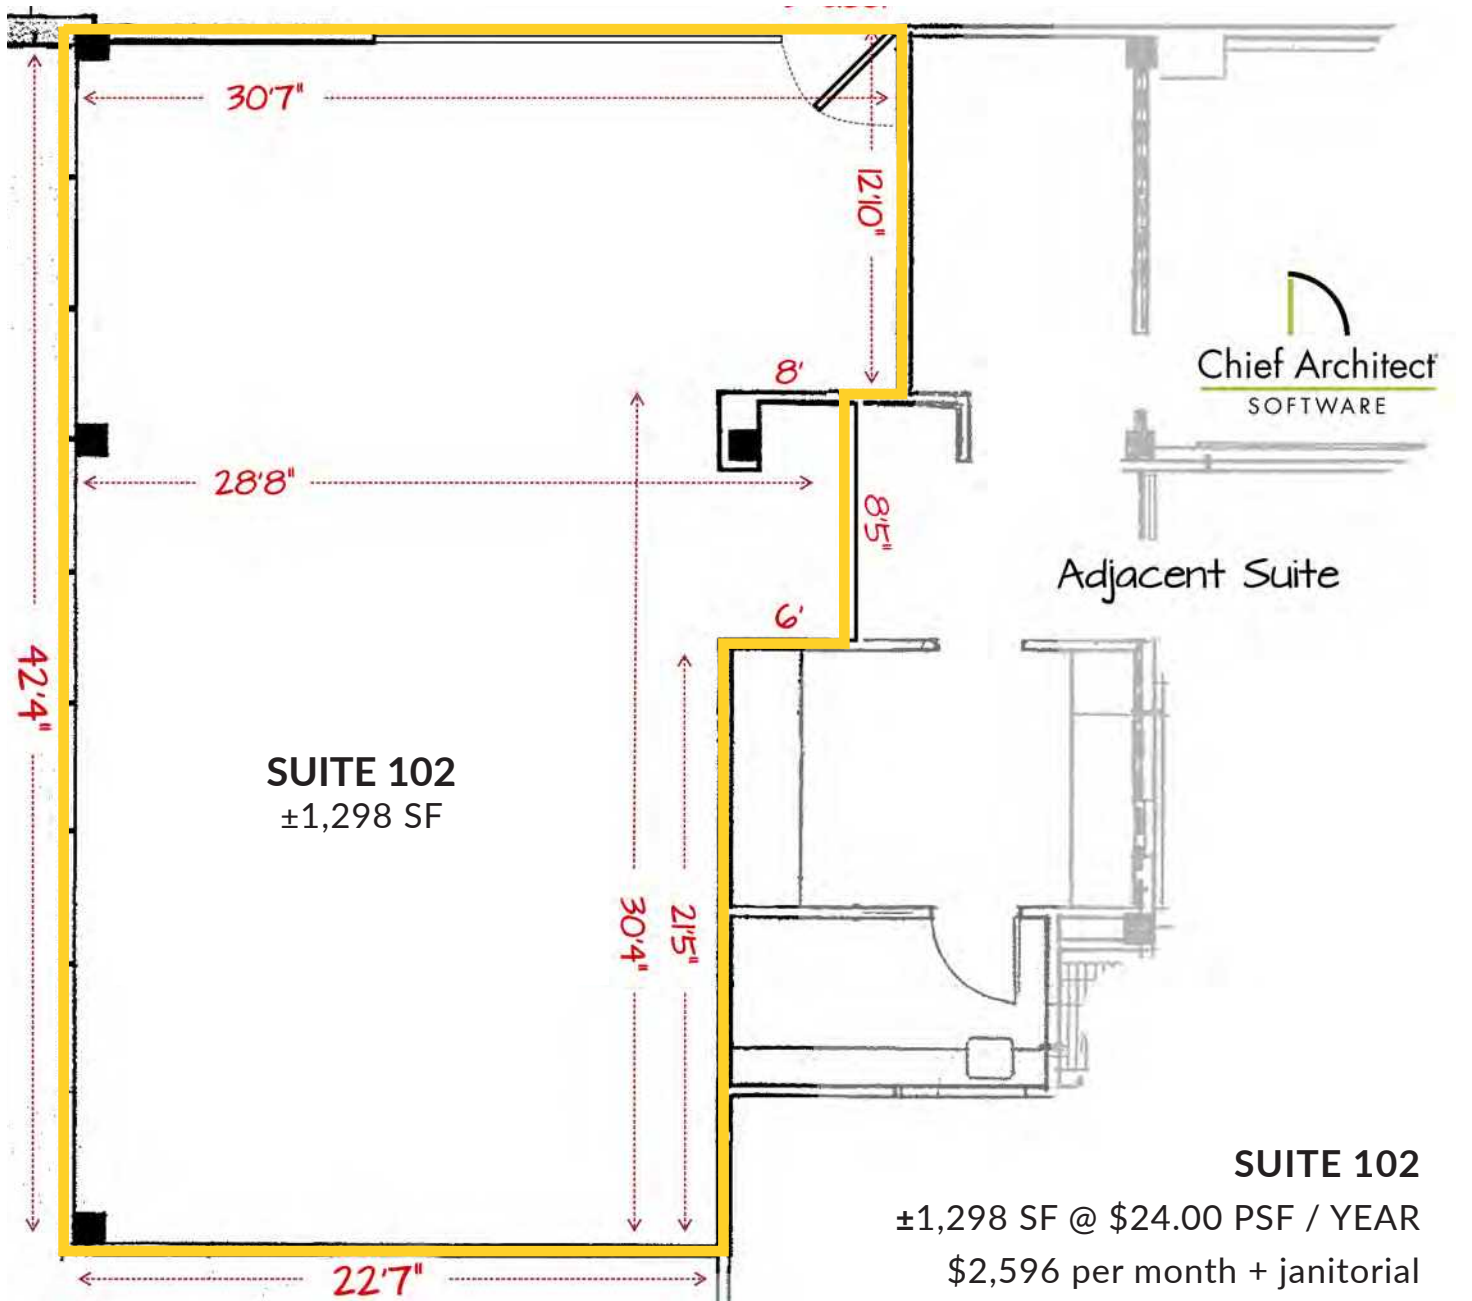 30'7"
12'10"
Chief Architect
SOFTWARE
8'
28'8"
8'5"
Adjacent Suite
6'
42'4"
SUITE 102
±1,298 SF
30'4"
21'5"
SUITE 102
±1,298 SF @ $24.00 PSF / YEAR
$2,596 per month + janitorial
22'7"